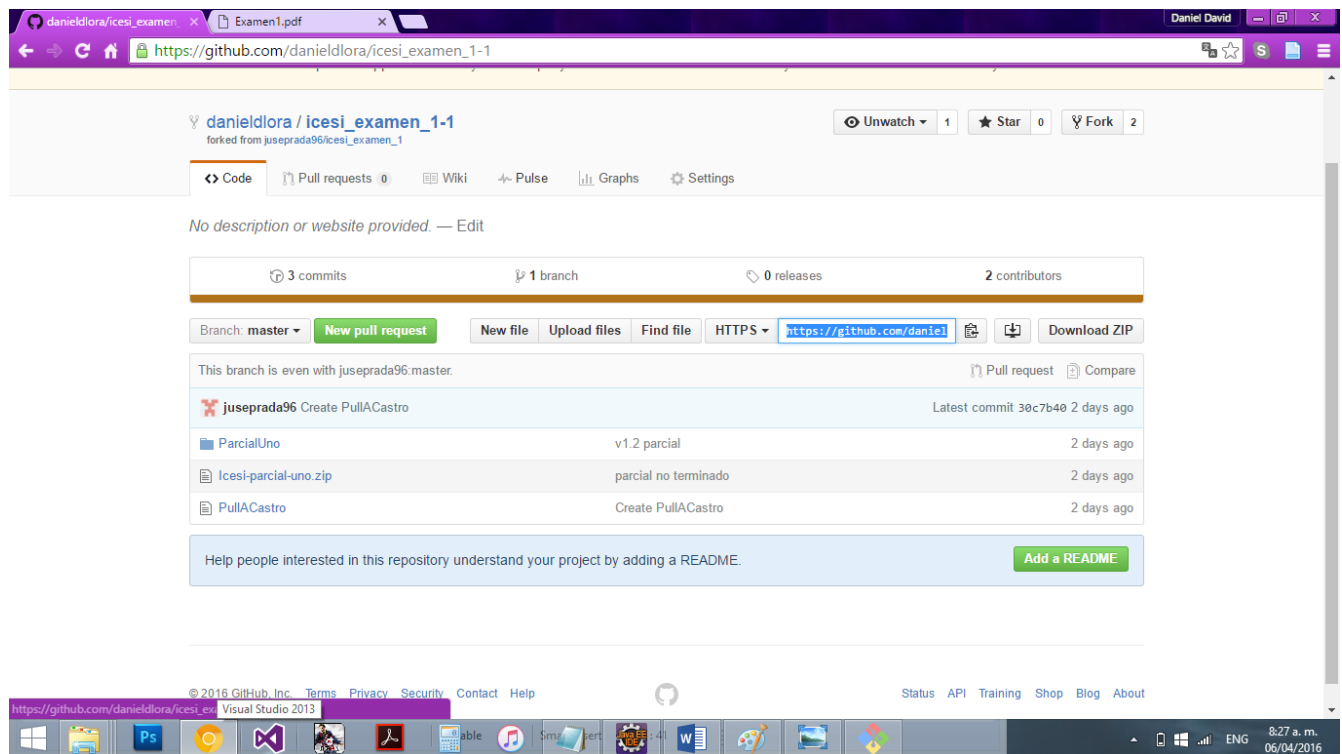 danieldlora/icesi_examen_
Examen1.pdf
Daniel David
https://github.com/danieldlora/icesi_examen_1-1
danieldlora / icesi_examen_1-1
Unwatch 1
Star 0
Fork 2
forked from juseprada96/icesi_examen_1
Code
Pull requests 0
Wiki
Pulse
Graphs
Settings
No description or website provided. — Edit
3 commits
1 branch
0 releases
2 contributors
Branch: master
New pull request
New file
Upload files
Find file
HTTPS
https://github.com/daniel
Download ZIP
This branch is even with juseprada96:master.
Pull request
Compare
juseprada96 Create PullACastro
Latest commit 30c7b40 2 days ago
ParcialUno
v1.2 parcial
2 days ago
Icesi-parcial-uno.zip
parcial no terminado
2 days ago
PullACastro
Create PullACastro
2 days ago
Help people interested in this repository understand your project by adding a README.
Add a README
© 2016 GitHub, Inc. Terms Privacy Security Contact Help
Status API Training Shop Blog About
https://github.com/danieldlora/icesi_ex
Visual Studio 2013
Ps
ENG
8:27 a. m.
06/04/2016